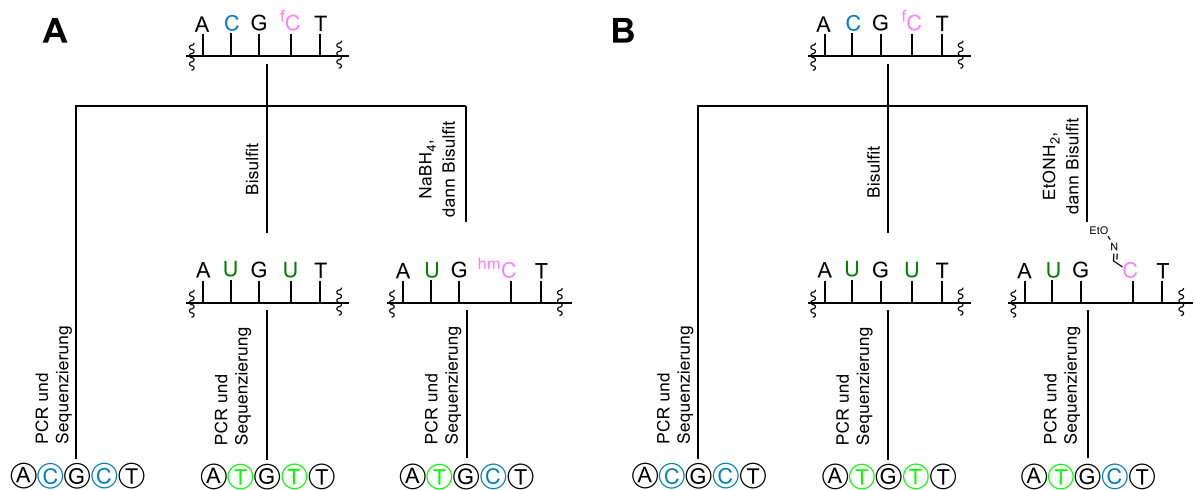 A
A C G fC T
Bisulfit
NaBH4,
dann Bisulfit
A U G U T
A U G hmC T
PCR und
Sequenzierung
PCR und
Sequenzierung
PCR und
Sequenzierung
A C G C T
A T G T T
A T G C T
B
A C G fC T
Bisulfit
EtONH2,
dann Bisulfit
EtO
N
A U G U T
A U G C T
PCR und
Sequenzierung
PCR und
Sequenzierung
PCR und
Sequenzierung
A C G C T
A T G T T
A T G C T